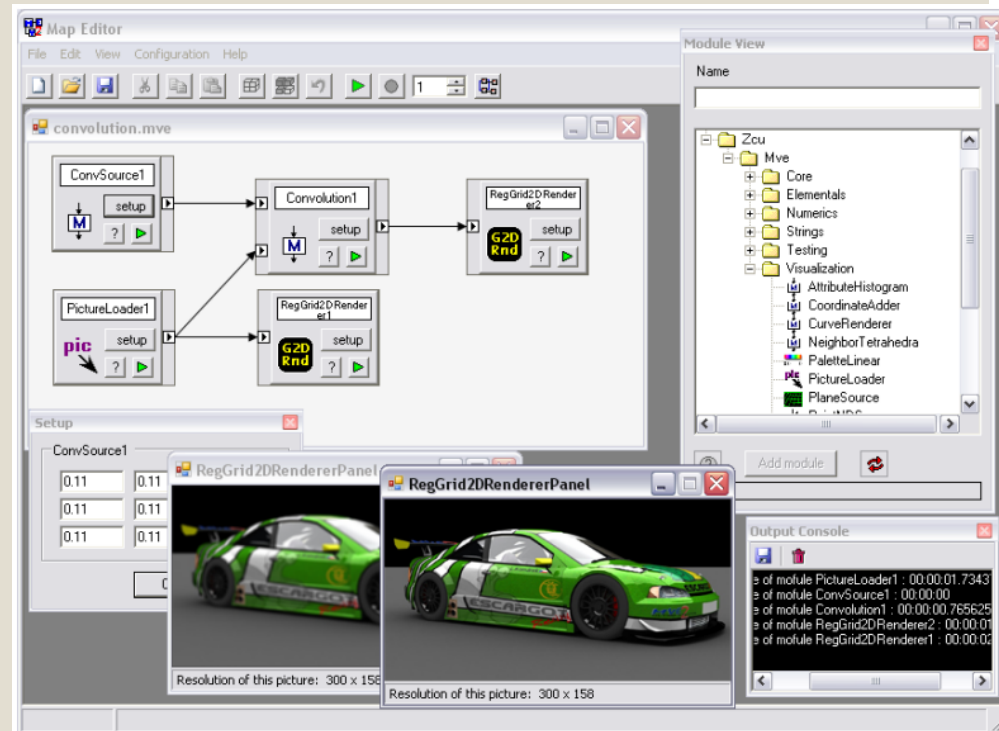 Map Editor
File Edit View Configuration Help
1
convolution.mve
ConvSource1
setup
M
?
Convolution1
setup
M
?
RegGrid2DRender
er2
setup
G2D
Rnd
?
PictureLoader1
setup
pic
?
RegGrid2DRender
er1
setup
G2D
Rnd
?
Module View
Name
Zcu
Mve
Core
Elementals
Numerics
Strings
Testing
Visualization
AttributeHistogram
CoordinateAdder
CurveRenderer
NeighborTetrahedra
PaletteLinear
PictureLoader
PlaneSource
Add module
Setup
ConvSource1
0.11 0.11
0.11 0.11
0.11 0.11
RegGrid2DRendererPanel
ESCARGOT
Resolution of this picture: 300 x 158
RegGrid2DRendererPanel
ESCARGOT
Resolution of this picture: 300 x 158
Output Console
e of mofule PictureLoader1 : 00:00:01.7343
e of mofule ConvSource1 : 00:00:00
e of mofule Convolution1 : 00:00:00.765625
e of mofule RegGrid2DRenderer2 : 00:00:01
e of mofule RegGrid2DRenderer1 : 00:00:02